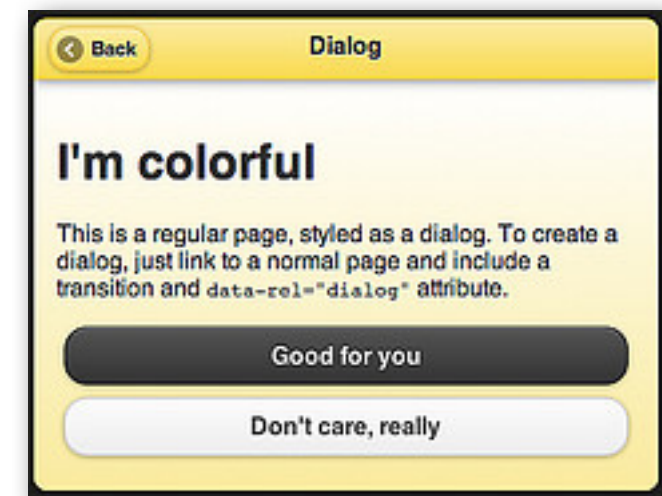 Back
Dialog
I'm colorful
This is a regular page, styled as a dialog. To create a
dialog, just link to a normal page and include a
transition and data-rel="dialog" attribute.
Good for you
Don't care, really